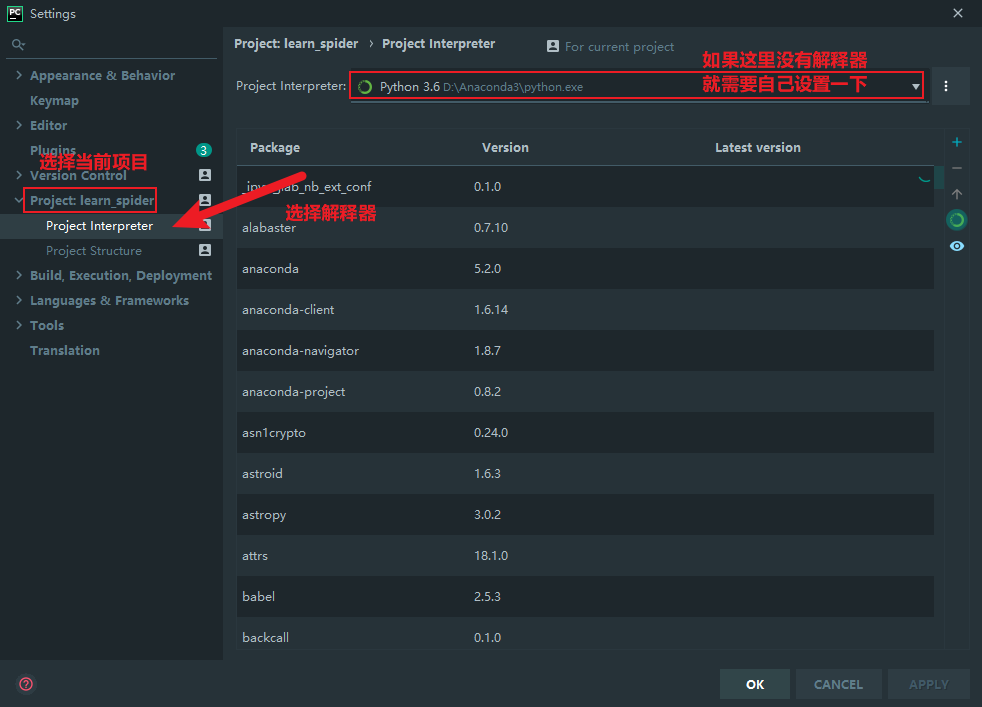 PC Settings
Project: learn_spider › Project Interpreter
For current project
如果这里没有解释器
就需要自己设置一下
Project Interpreter: Python 3.6 D:\Anaconda3\python.exe
Appearance & Behavior
Keymap
Editor
Plugins 3
选择当前项目
Version Control
Project: learn_spider
Project Interpreter
Project Structure
Build, Execution, Deployment
Languages & Frameworks
Tools
Translation
选择解释器
Package Version Latest version
nb_ext_conf 0.1.0
alabaster 0.7.10
anaconda 5.2.0
anaconda-client 1.6.14
anaconda-navigator 1.8.7
anaconda-project 0.8.2
asn1crypto 0.24.0
astroid 1.6.3
astropy 3.0.2
attrs 18.1.0
babel 2.5.3
backcall 0.1.0
?
OK CANCEL APPLY